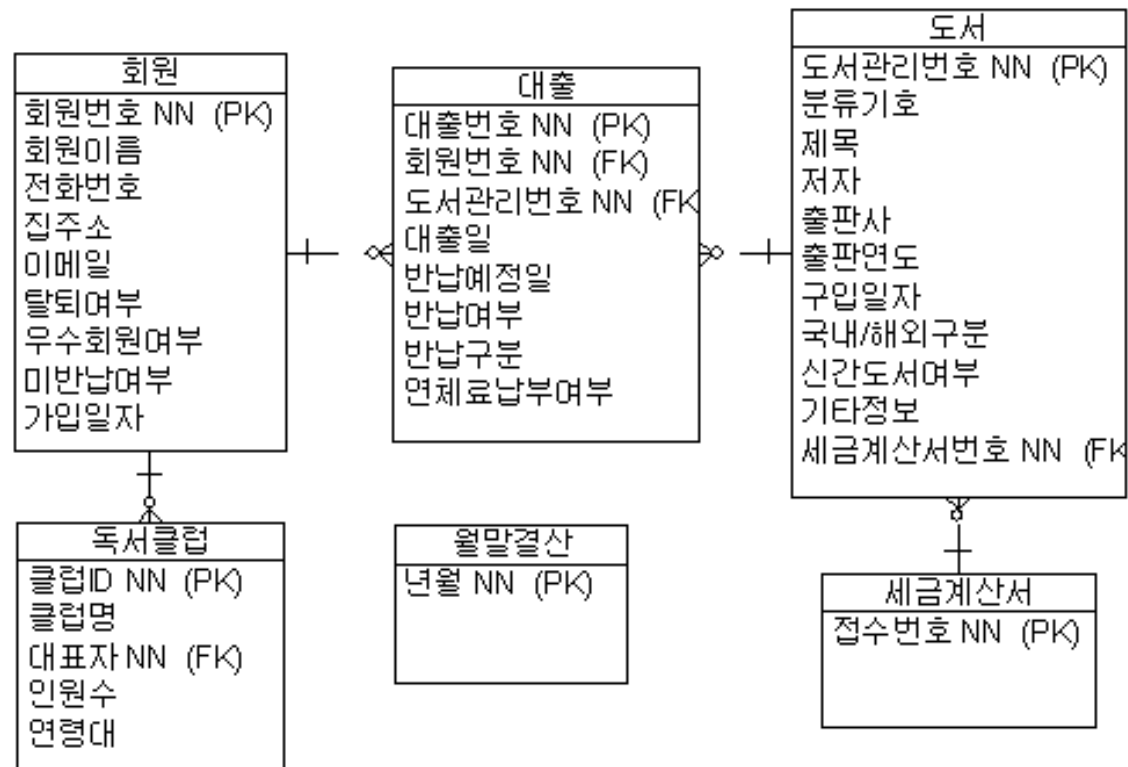 회원
회원번호 NN (PK)
회원이름
전화번호
집주소
이메일
탈퇴여부
우수회원여부
미반납여부
가입일자
대출
대출번호 NN (PK)
회원번호 NN (FK)
도서관리번호 NN (FK
대출일
반납예정일
반납여부
반납구분
연체료납부여부
도서
도서관리번호 NN (PK)
분류기호
제목
저자
출판사
출판연도
구입일자
국내/해외구분
신간도서여부
기타정보
세금계산서번호 NN (FK
독서클럽
클럽ID NN (PK)
클럽명
대표자 NN (FK)
인원수
연령대
월말결산
년월 NN (PK)
세금계산서
접수번호 NN (PK)